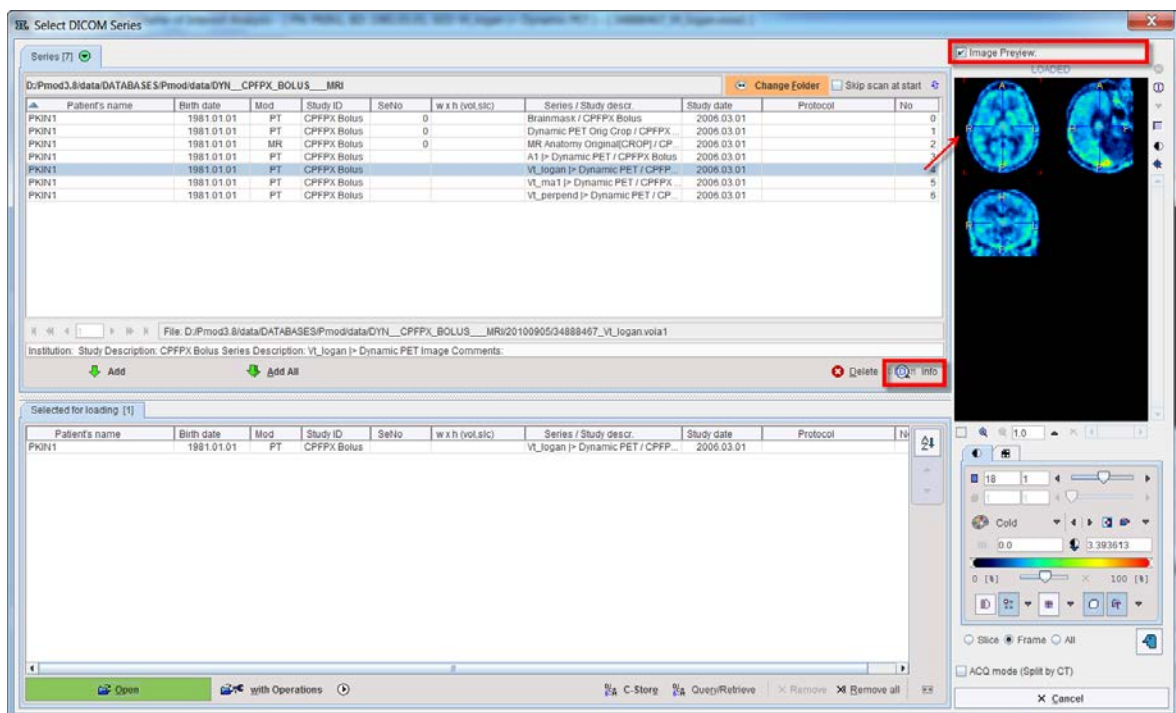 Select DICOM Series
Series [7]
Image Preview:
LOADED
D:/Pmod3.8/data/DATABASES/Pmod/data/DYN__CPFPX_BOLUS___MRI
Change Folder
Skip scan at start
Patient's name Birth date Mod Study ID SeNo w x h (vol,slc) Series / Study descr. Study date Protocol No
PKIN1 1981.01.01 PT CPFPX Bolus 0 Brainmask / CPFPX Bolus 2006.03.01 0
PKIN1 1981.01.01 PT CPFPX Bolus 0 Dynamic PET Orig Crop / CPFPX ... 2006.03.01 1
PKIN1 1981.01.01 MR CPFPX Bolus 0 MR Anatomy Original[CROP] / CP... 2006.03.01 2
PKIN1 1981.01.01 PT CPFPX Bolus A1 |> Dynamic PET / CPFPX Bolus 2006.03.01 3
PKIN1 1981.01.01 PT CPFPX Bolus Vt_logan |> Dynamic PET / CPFP... 2006.03.01 4
PKIN1 1981.01.01 PT CPFPX Bolus Vt_ma1 |> Dynamic PET / CPFPX ... 2006.03.01 5
PKIN1 1981.01.01 PT CPFPX Bolus Vt_perpend |> Dynamic PET / CP... 2006.03.01 6
A A H
R L H F R L
1 File: D:/Pmod3.8/data/DATABASES/Pmod/data/DYN__CPFPX_BOLUS___MRI/20100905/34888467_Vt_logan.voia1
Institution: Study Description: CPFPX Bolus Series Description: Vt_logan |> Dynamic PET Image Comments:
Add
Add All
Delete
Info
Selected for loading [1]
Patient's name Birth date Mod Study ID SeNo w x h (vol,slc) Series / Study descr. Study date Protocol
PKIN1 1981.01.01 PT CPFPX Bolus Vt_logan |> Dynamic PET / CPFP... 2006.03.01
1.0
18 1
1 1
Cold
0.0 3.393613
0 [%] 100 [%]
Slice Frame All
ACQ mode (Split by CT)
Open
with Operations
C-Store
Query/Retrieve
Remove
Remove all
Cancel